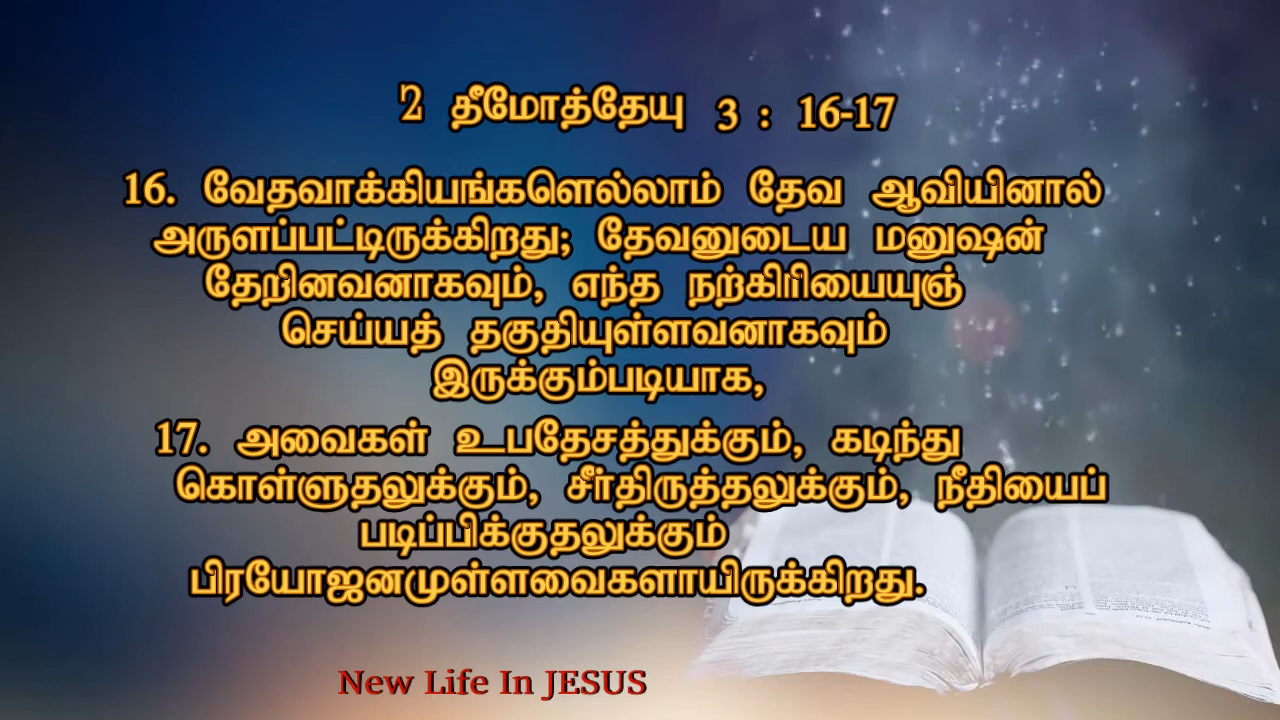 2 தீமோத்தேயு 3 : 16-17
16. வேதவாக்கியங்களெல்லாம் தேவ ஆவியினால்
அருளப்பட்டிருக்கிறது; தேவனுடைய மனுஷன்
தேறினவனாகவும், எந்த நற்கிரியையுஞ்
செய்யத் தகுதியுள்ளவனாகவும்
இருக்கும்படியாக,
17. அவைகள் உபதேசத்துக்கும், கடிந்து
கொள்ளுதலுக்கும், சீர்திருத்தலுக்கும், நீதியைப்
படிப்பிக்குதலுக்கும்
பிரயோஜனமுள்ளவைகளாயிருக்கிறது.
New Life In JESUS